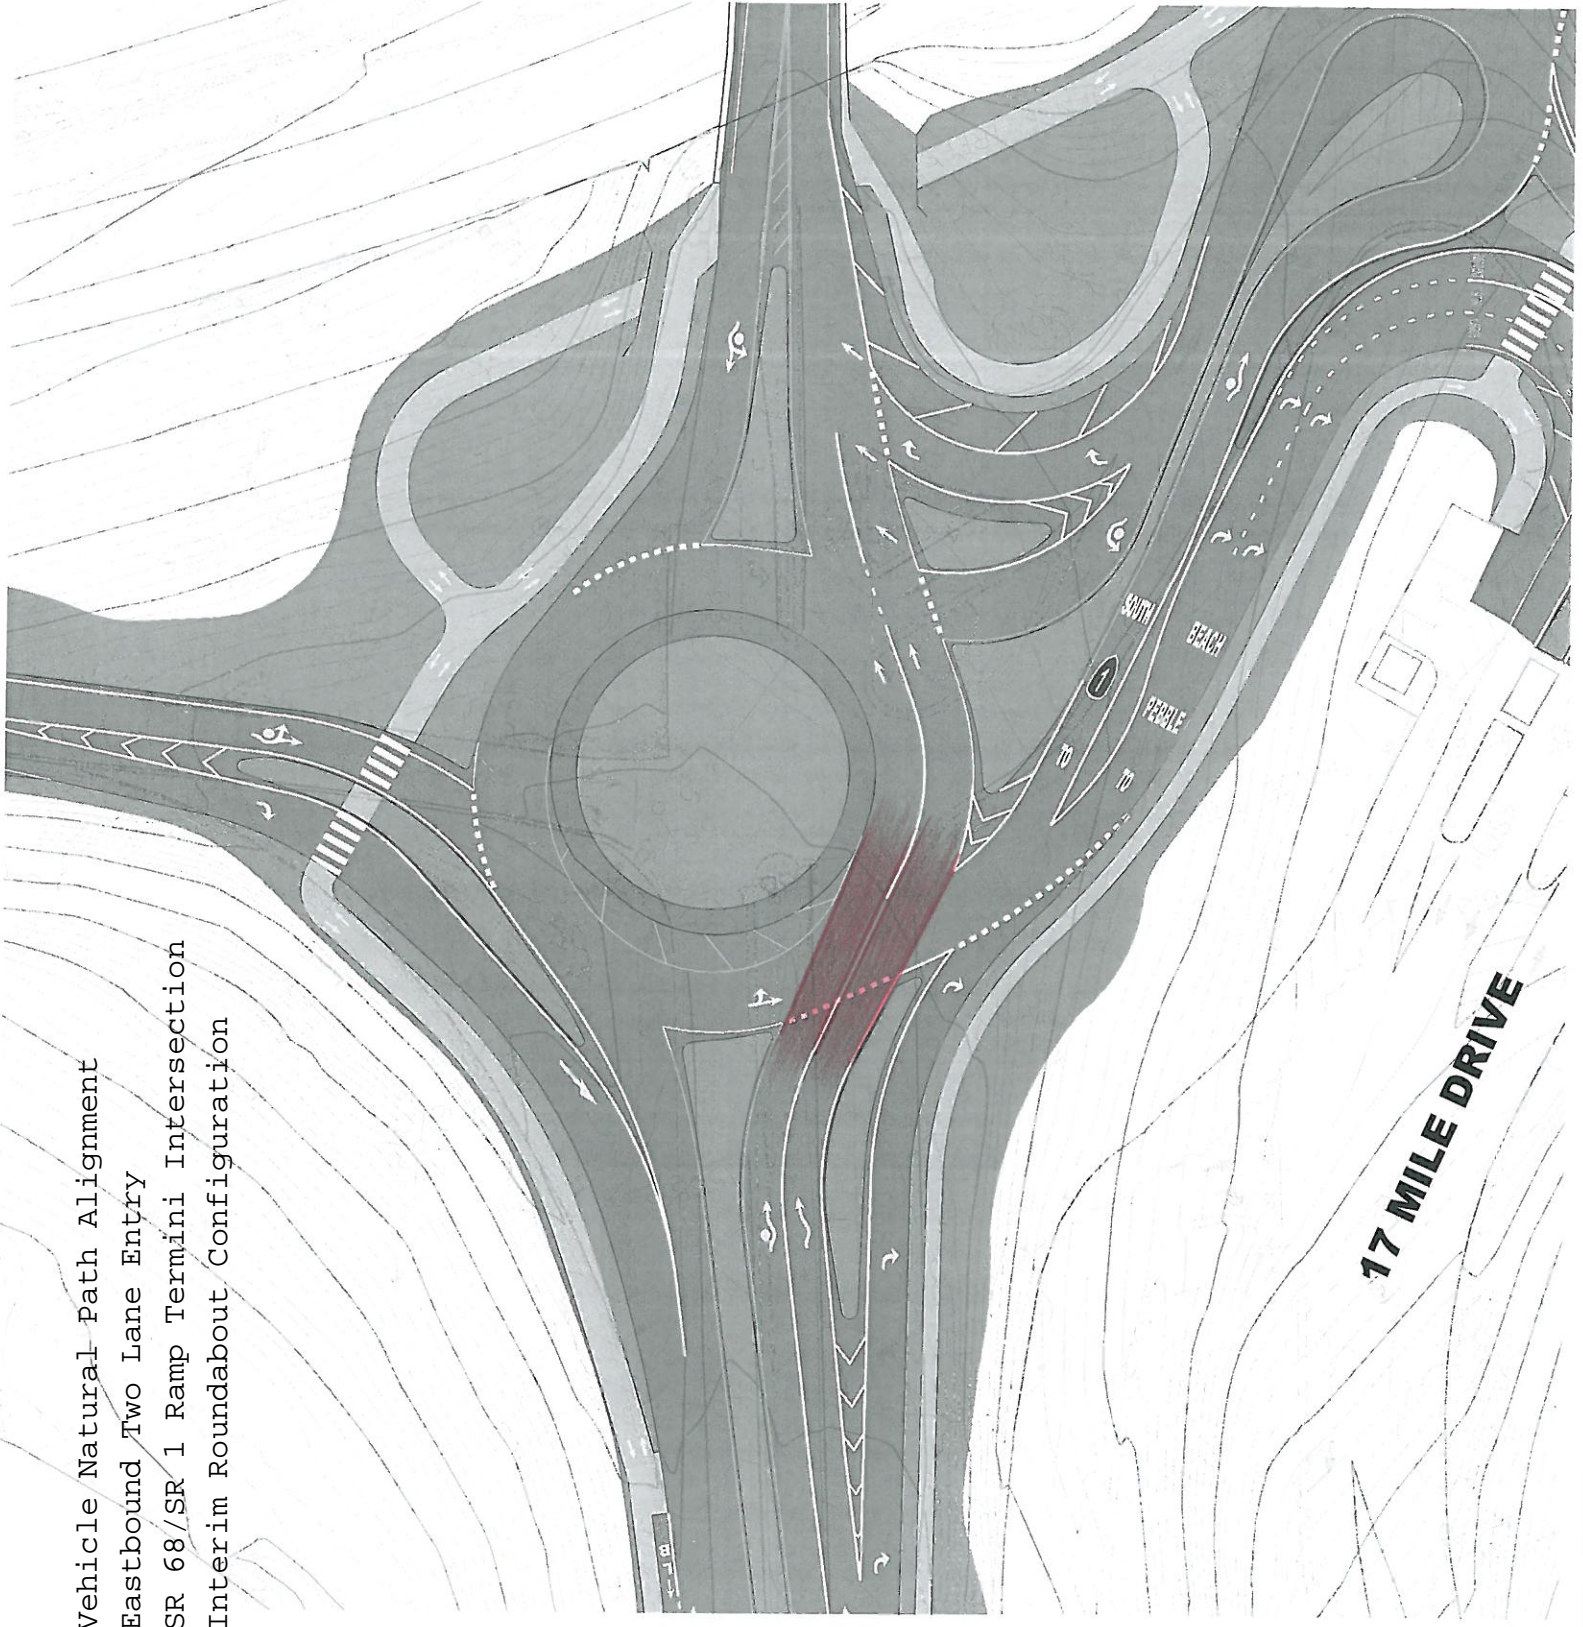 Vehicle Natural Path Alignment
Eastbound Two Lane Entry
SR 68/SR 1 Ramp Termini Intersection
Interim Roundabout Configuration
TO
1
SOUTH
TO
PEBBLE
BEACH
17 MILE DRIVE